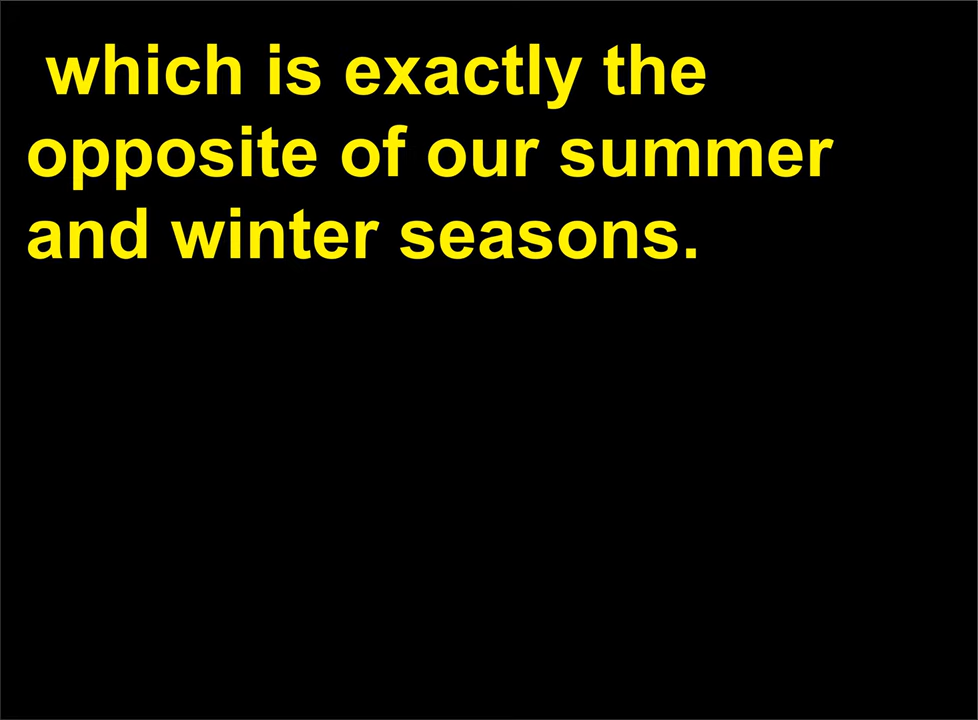 which is exactly the
opposite of our summer
and winter seasons.